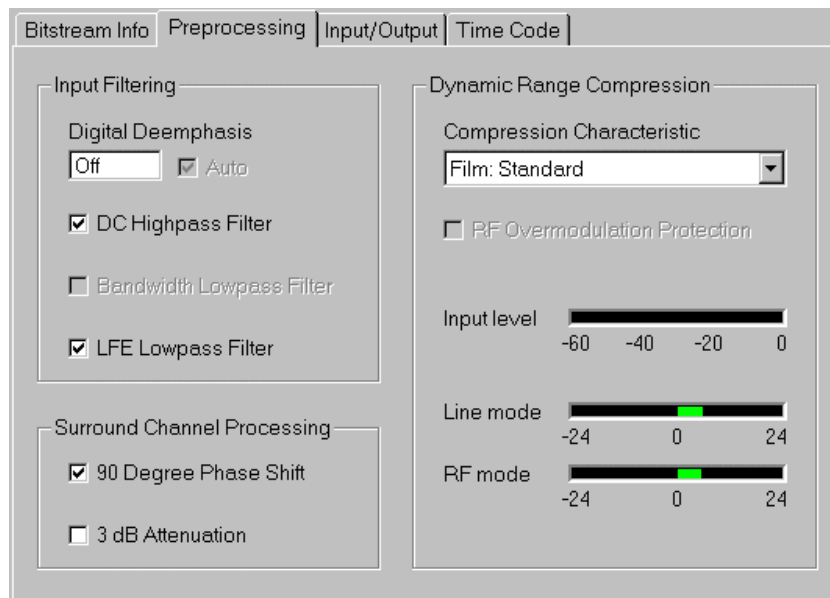 Bitstream Info Preprocessing Input/Output Time Code
Input Filtering
Digital Deemphasis
Off Auto
DC Highpass Filter
Bandwidth Lowpass Filter
LFE Lowpass Filter
Surround Channel Processing
90 Degree Phase Shift
3 dB Attenuation
Dynamic Range Compression
Compression Characteristic
Film: Standard
RF Overmodulation Protection
Input level
-60 -40 -20 0
Line mode
-24 0 24
RF mode
-24 0 24